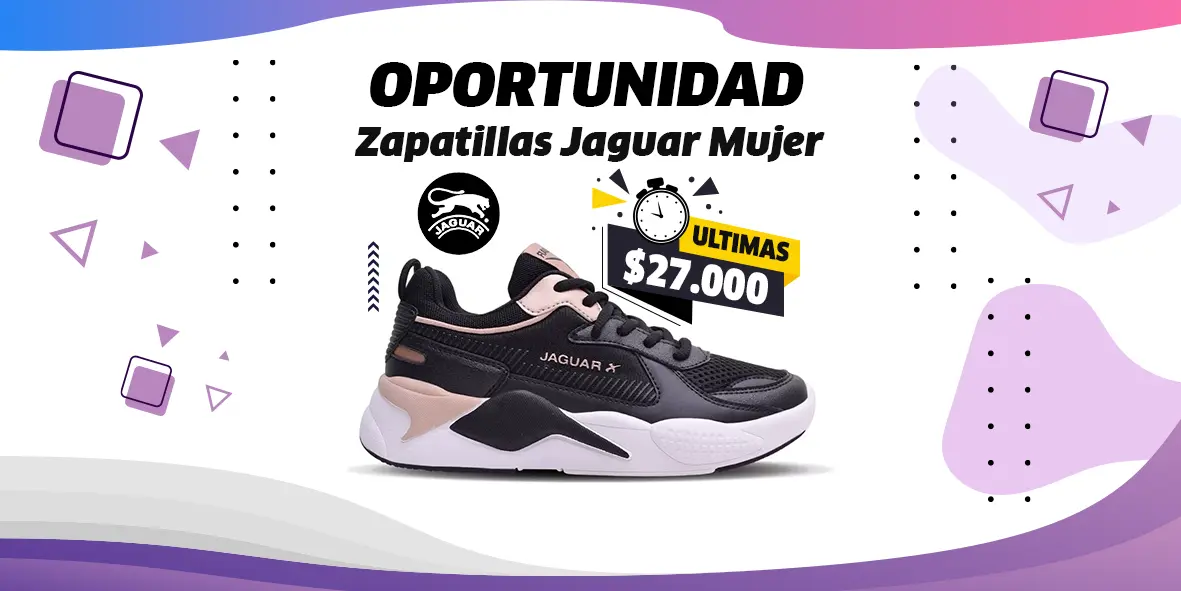 OPORTUNIDAD
Zapatillas Jaguar Mujer
JAGUAR
ULTIMAS
$27.000
JAGUAR X